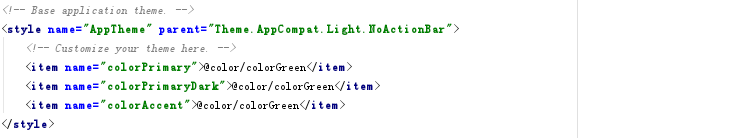 <!-- Base application theme. -->
<style name="AppTheme" parent="Theme.AppCompat.Light.NoActionBar">
<!-- Customize your theme here. -->
<item name="colorPrimary">@color/colorGreen</item>
<item name="colorPrimaryDark">@color/colorGreen</item>
<item name="colorAccent">@color/colorGreen</item>
</style>